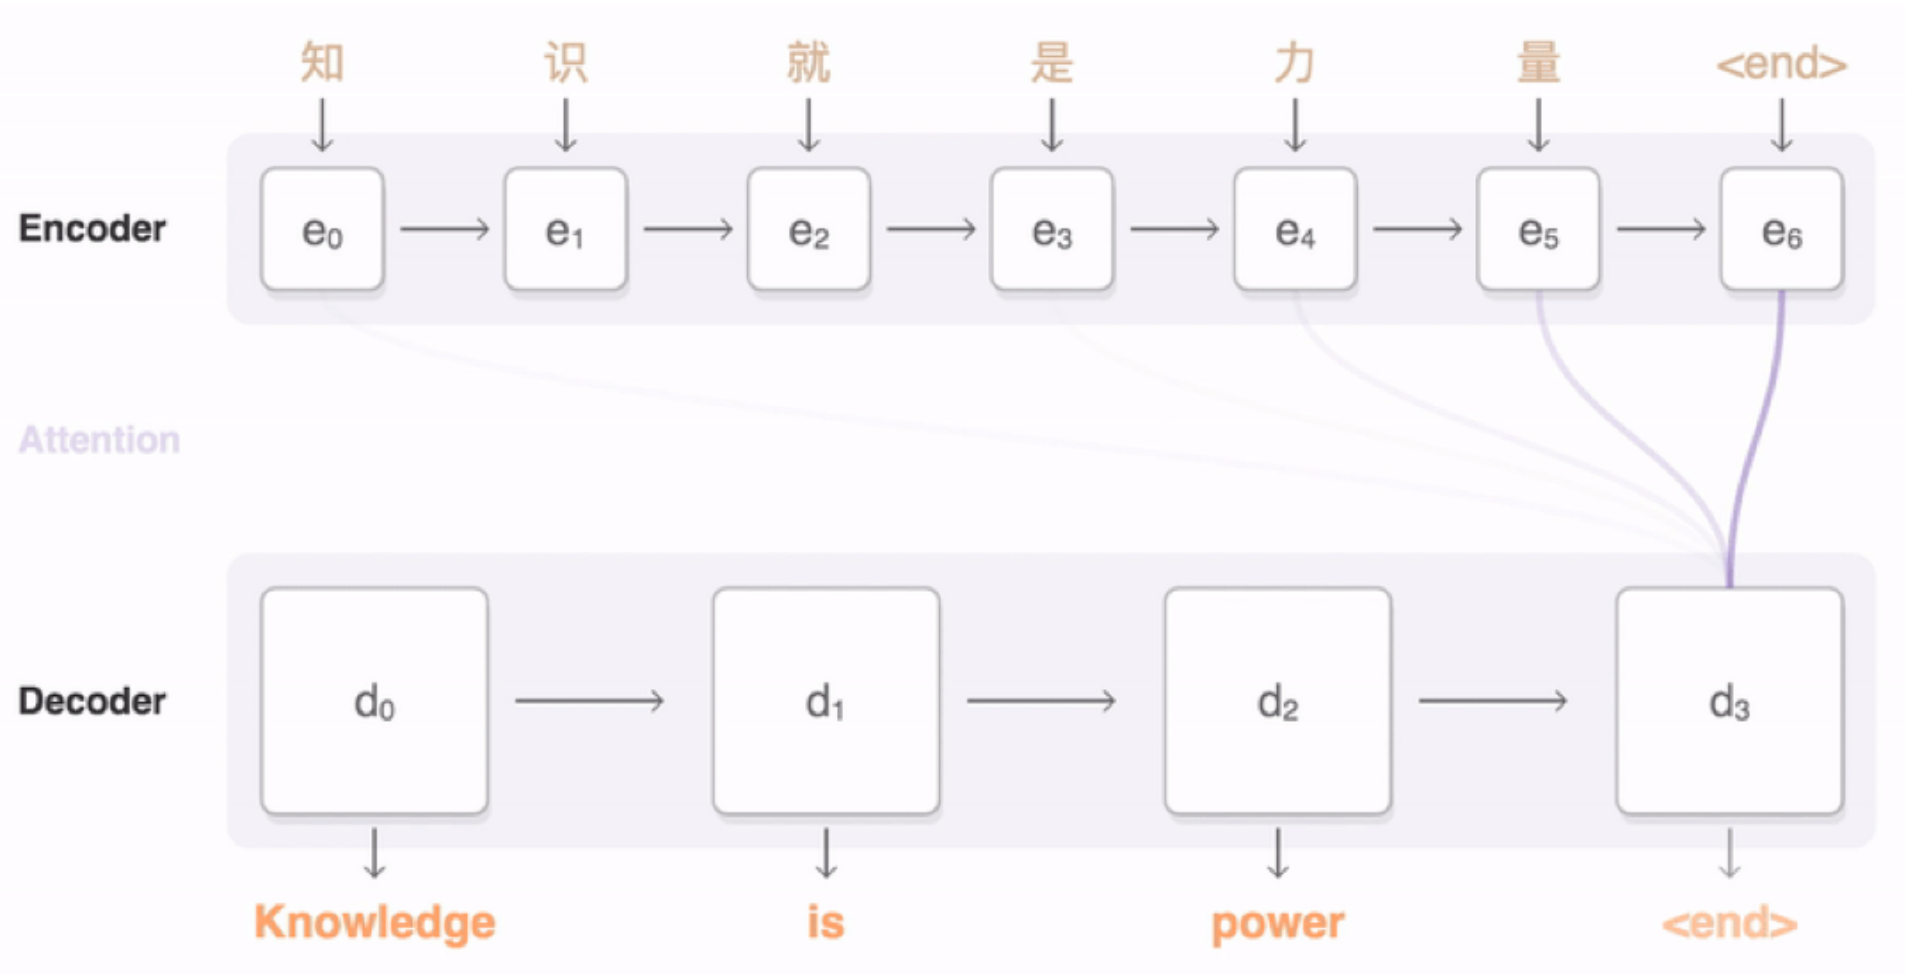 知 识 就 是 力 量 <end>
Encoder e₀ e₁ e₂ e₃ e₄ e₅ e₆
Attention
Decoder d₀ d₁ d₂ d₃
Knowledge is power <end>